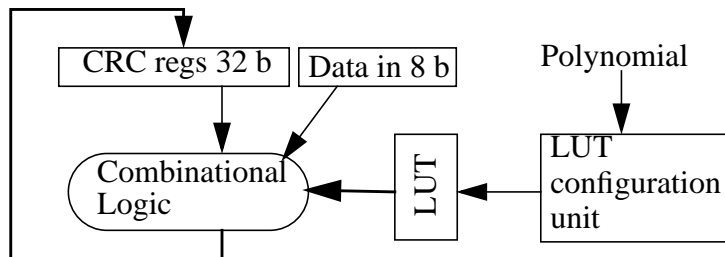 CRC regs 32 b
Data in 8 b
Polynomial
Combinational
Logic
LUT
LUT
configuration
unit